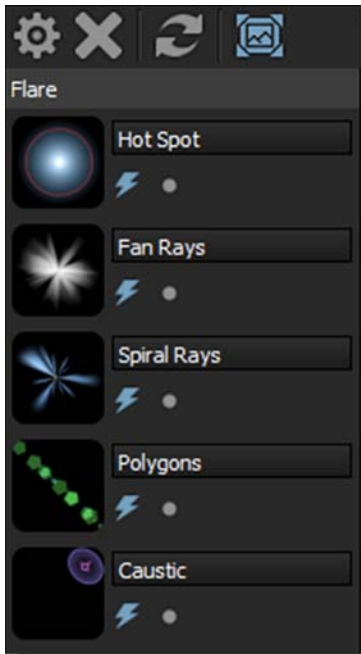 Flare
Hot Spot
Fan Rays
Spiral Rays
Polygons
Caustic